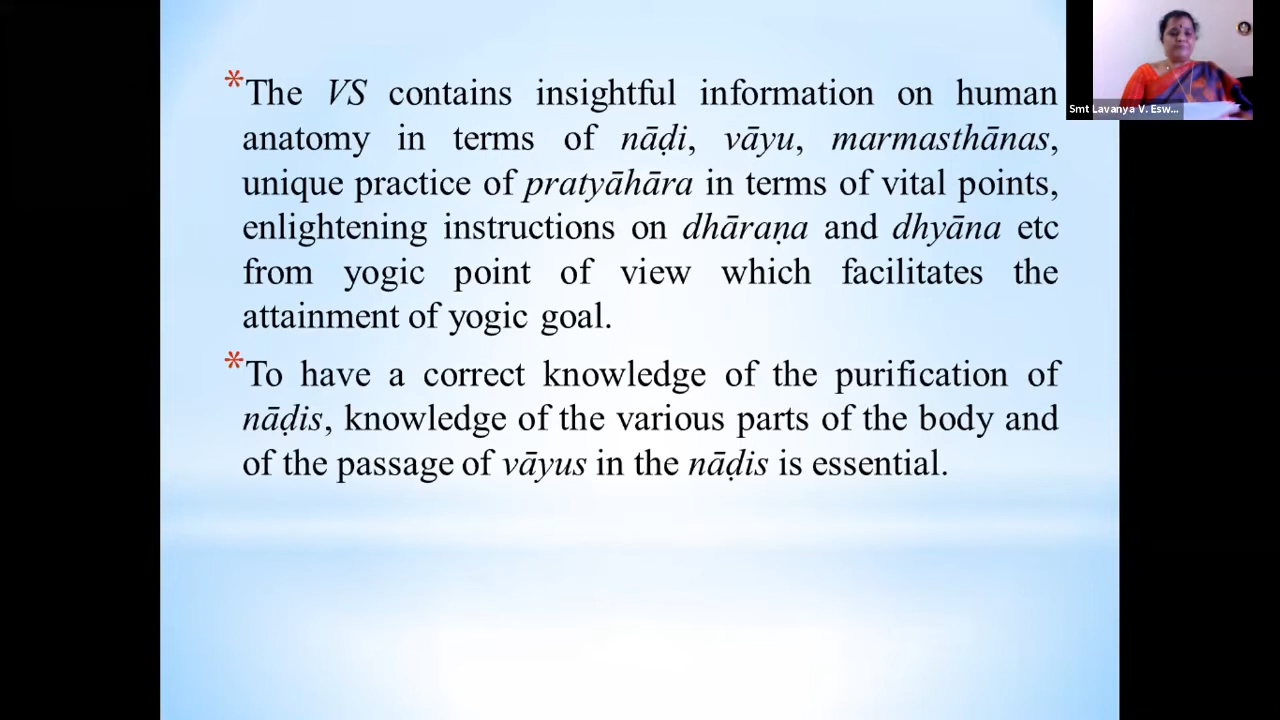 *The VS contains insightful information on human
anatomy in terms of nāḍi, vāyu, marmasthānas,
unique practice of pratyāhāra in terms of vital points,
enlightening instructions on dhāraṇa and dhyāna etc
from yogic point of view which facilitates the
attainment of yogic goal.
*To have a correct knowledge of the purification of
nāḍis, knowledge of the various parts of the body and
of the passage of vāyus in the nāḍis is essential.
Smt Lavanya V. Esw...